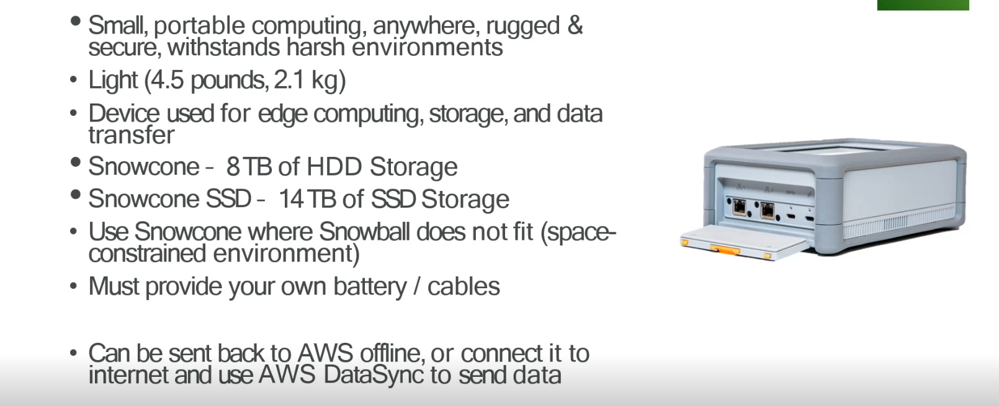 • Small, portable computing, anywhere, rugged &
secure, withstands harsh environments
• Light (4.5 pounds, 2.1 kg)
• Device used for edge computing, storage, and data
transfer
• Snowcone - 8 TB of HDD Storage
• Snowcone SSD - 14 TB of SSD Storage
• Use Snowcone where Snowball does not fit (space-
constrained environment)
• Must provide your own battery / cables
• Can be sent back to AWS offline, or connect it to
internet and use AWS DataSync to send data